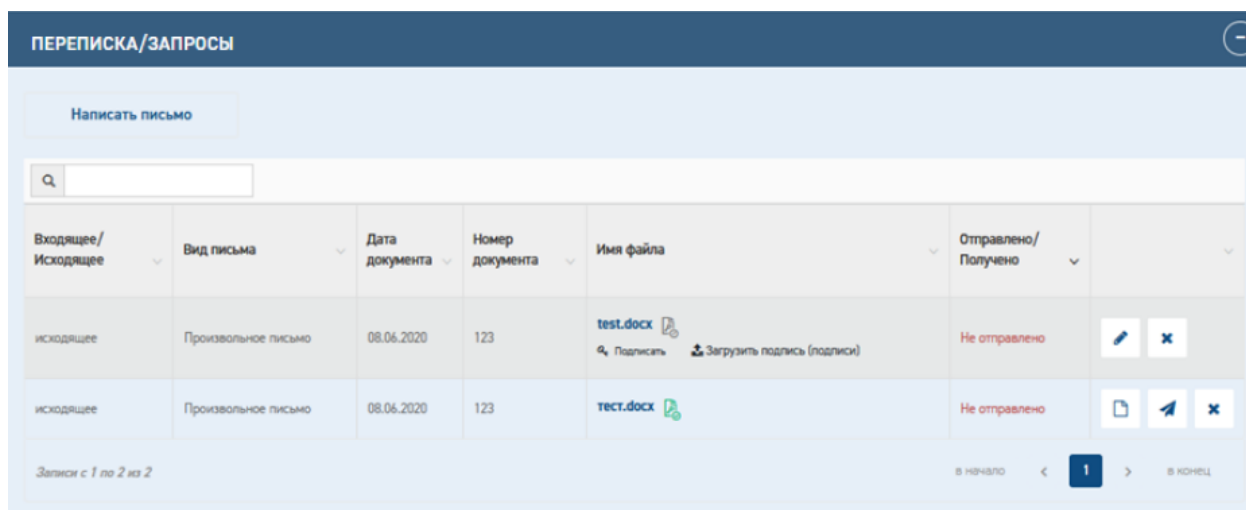 ПЕРЕПИСКА/ЗАПРОСЫ
Написать письмо
Входящее/
Исходящее
Вид письма
Дата
документа
Номер
документа
Имя файла
Отправлено/
Получено
исходящее
Произвольное письмо
08.06.2020
123
test.docx
Подписать
Загрузить подпись (подписи)
Не отправлено
исходящее
Произвольное письмо
08.06.2020
123
тест.docx
Не отправлено
Записи с 1 по 2 из 2
в начало < 1 > в конец